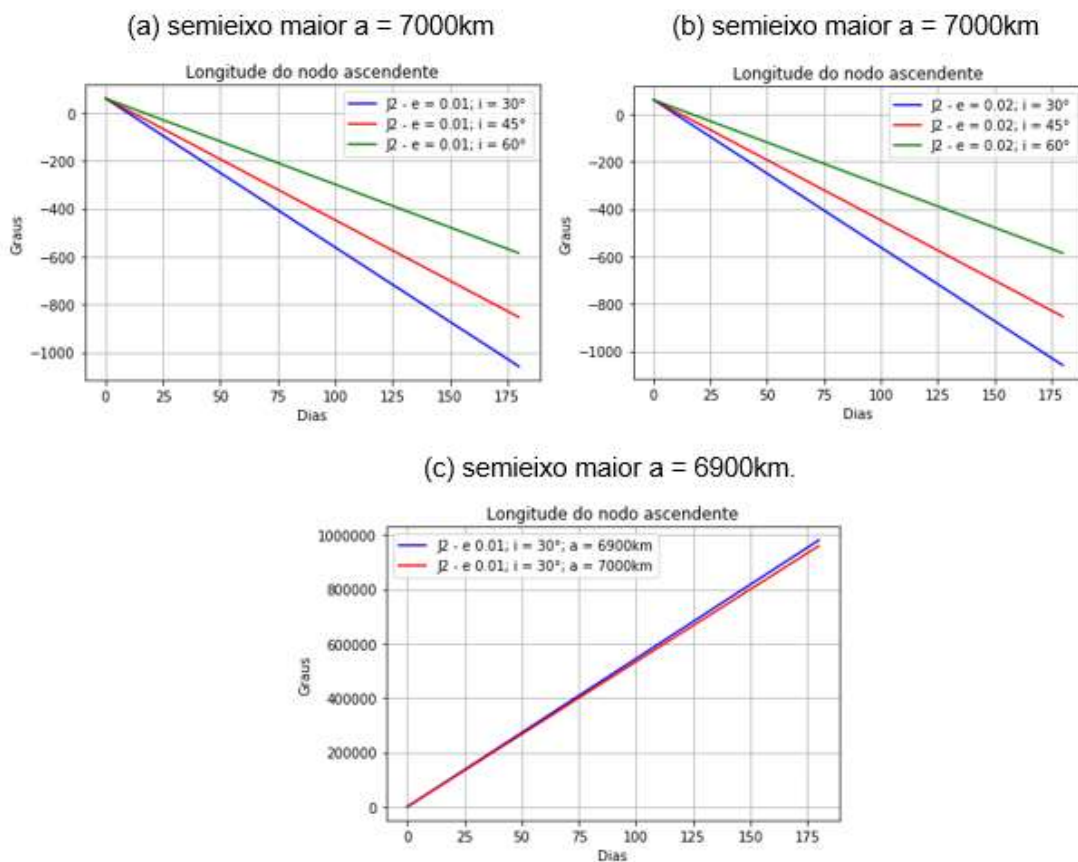 (a) semieixo maior a = 7000km
Longitude do nodo ascendente
J2 - e = 0.01; i = 30°
J2 - e = 0.01; i = 45°
J2 - e = 0.01; i = 60°
0
−200
−400
−600
−800
−1000
Graus
0 25 50 75 100 125 150 175
Dias
(b) semieixo maior a = 7000km
Longitude do nodo ascendente
J2 - e = 0.02; i = 30°
J2 - e = 0.02; i = 45°
J2 - e = 0.02; i = 60°
0
−200
−400
−600
−800
−1000
Graus
0 25 50 75 100 125 150 175
Dias
(c) semieixo maior a = 6900km.
Longitude do nodo ascendente
J2 - e 0.01; i = 30°; a = 6900km
J2 - e 0.01; i = 30°; a = 7000km
1000000
800000
600000
400000
200000
0
Graus
0 25 50 75 100 125 150 175
Dias